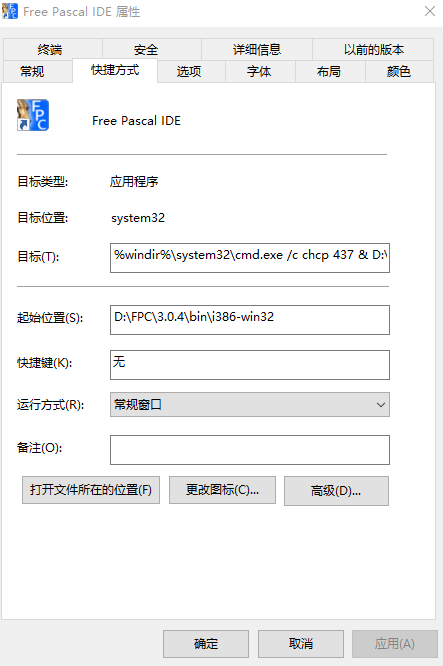 Free Pascal IDE 属性
终端 安全 详细信息 以前的版本
常规 快捷方式 选项 字体 布局 颜色
FPC
Free Pascal IDE
目标类型: 应用程序
目标位置: system32
目标(T): %windir%\system32\cmd.exe /c chcp 437 & D:\
起始位置(S): D:\FPC\3.0.4\bin\i386-win32
快捷键(K): 无
运行方式(R): 常规窗口
备注(O):
打开文件所在的位置(F) 更改图标(C)... 高级(D)...
确定 取消 应用(A)